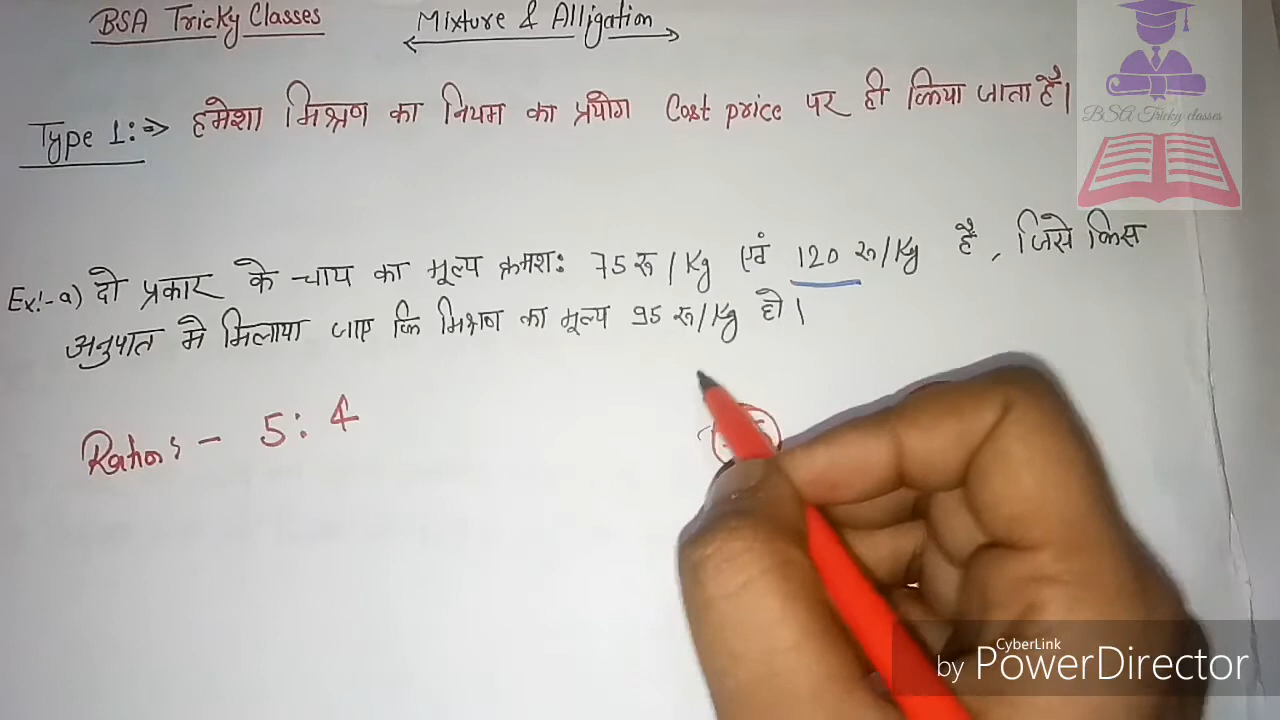 BSA Tricky Classes
Mixture & Alligation
Type 1:⇒ हमेशा मिश्रण का नियम का प्रयोग Cost price पर ही किया जाता है।
BSA Tricky classes
Ex:- a) दो प्रकार के चाय का मूल्य क्रमशः 75 रू / Kg एवं 120 रू/Kg है , जिसे किस
अनुपात मे मिलाया जाए कि मिश्रण का मूल्य 95 रू/Kg हो।
Ratios - 5:4
CyberLink
by PowerDirector